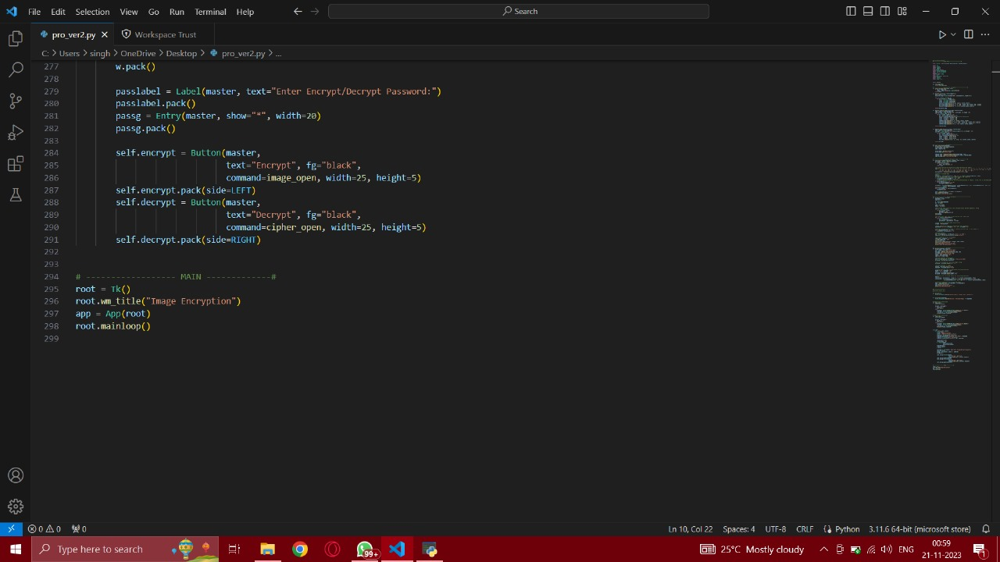 File Edit Selection View Go Run Terminal Help Search
pro_ver2.py Workspace Trust
C: > Users > singh > OneDrive > Desktop > pro_ver2.py > ...
277 w.pack()
278
279 passlabel = Label(master, text="Enter Encrypt/Decrypt Password:")
280 passlabel.pack()
281 passg = Entry(master, show="*", width=20)
282 passg.pack()
283
284 self.encrypt = Button(master,
285 text="Encrypt", fg="black",
286 command=image_open, width=25, height=5)
287 self.encrypt.pack(side=LEFT)
288 self.decrypt = Button(master,
289 text="Decrypt", fg="black",
290 command=cipher_open, width=25, height=5)
291 self.decrypt.pack(side=RIGHT)
292
293
294 # ------------------ MAIN -------------#
295 root = Tk()
296 root.wm_title("Image Encryption")
297 app = App(root)
298 root.mainloop()
299
0 0 0 Ln 10, Col 22 Spaces: 4 UTF-8 CRLF Python 3.11.6 64-bit (microsoft store)
Type here to search 99+ 25°C Mostly cloudy ENG 00:59 1
21-11-2023